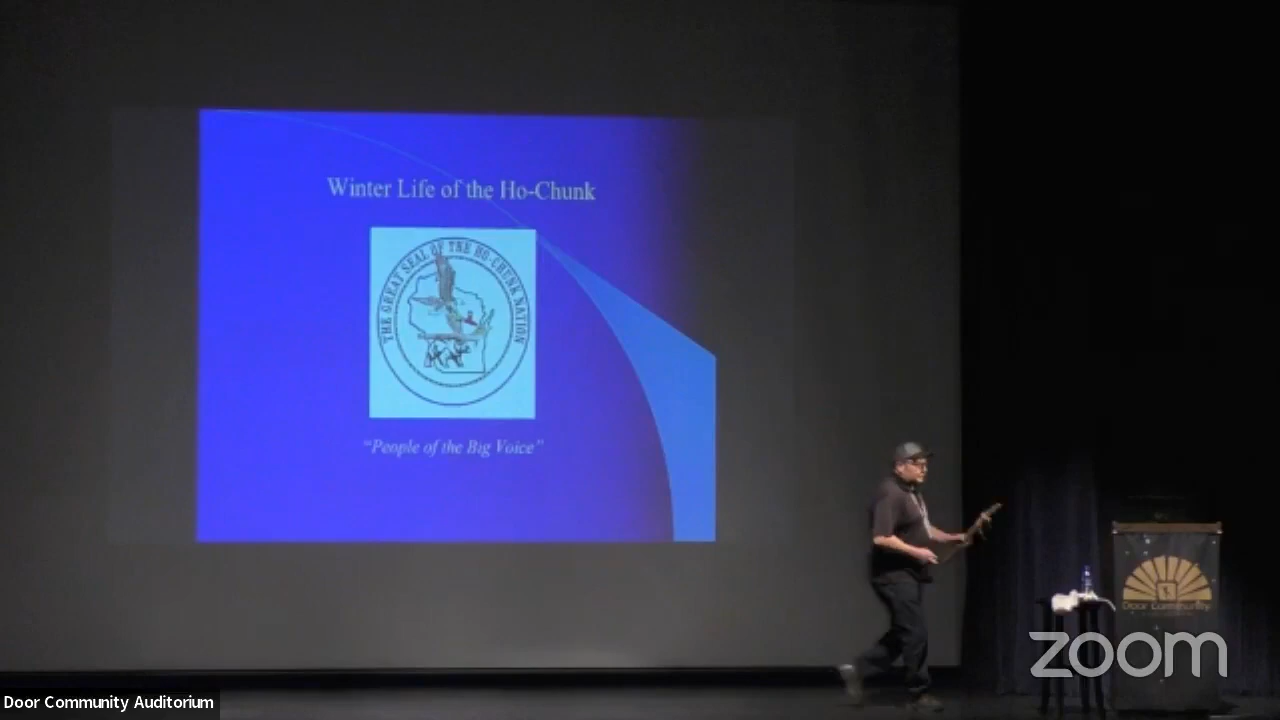 Winter Life of the Ho-Chunk
THE GREAT SEAL OF THE HO-CHUNK NATION
“People of the Big Voice”
Door Community
zoom
Door Community Auditorium